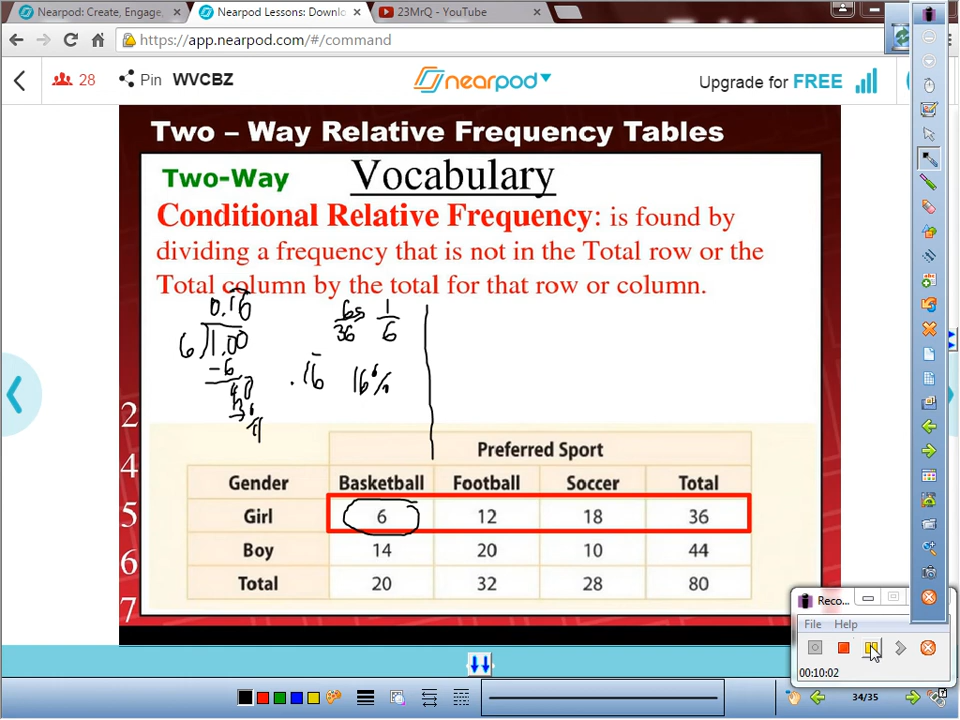 Nearpod: Create, Engage, × Nearpod Lessons: Downlo × 23MrQ - YouTube ×
https://app.nearpod.com/#/command
28 Pin WVCBZ nearpod Upgrade for FREE
Two – Way Relative Frequency Tables
Two-Way Vocabulary
Conditional Relative Frequency: is found by
dividing a frequency that is not in the Total row or the
Total column by the total for that row or column.
0.16
6 1.00
-6
40
36
4
6 1
36 6
.16 16%
2
4
5
6
7
Preferred Sport
Gender Basketball Football Soccer Total
Girl 6 12 18 36
Boy 14 20 10 44
Total 20 32 28 80
Reco...
File Help
00:10:02
34/35